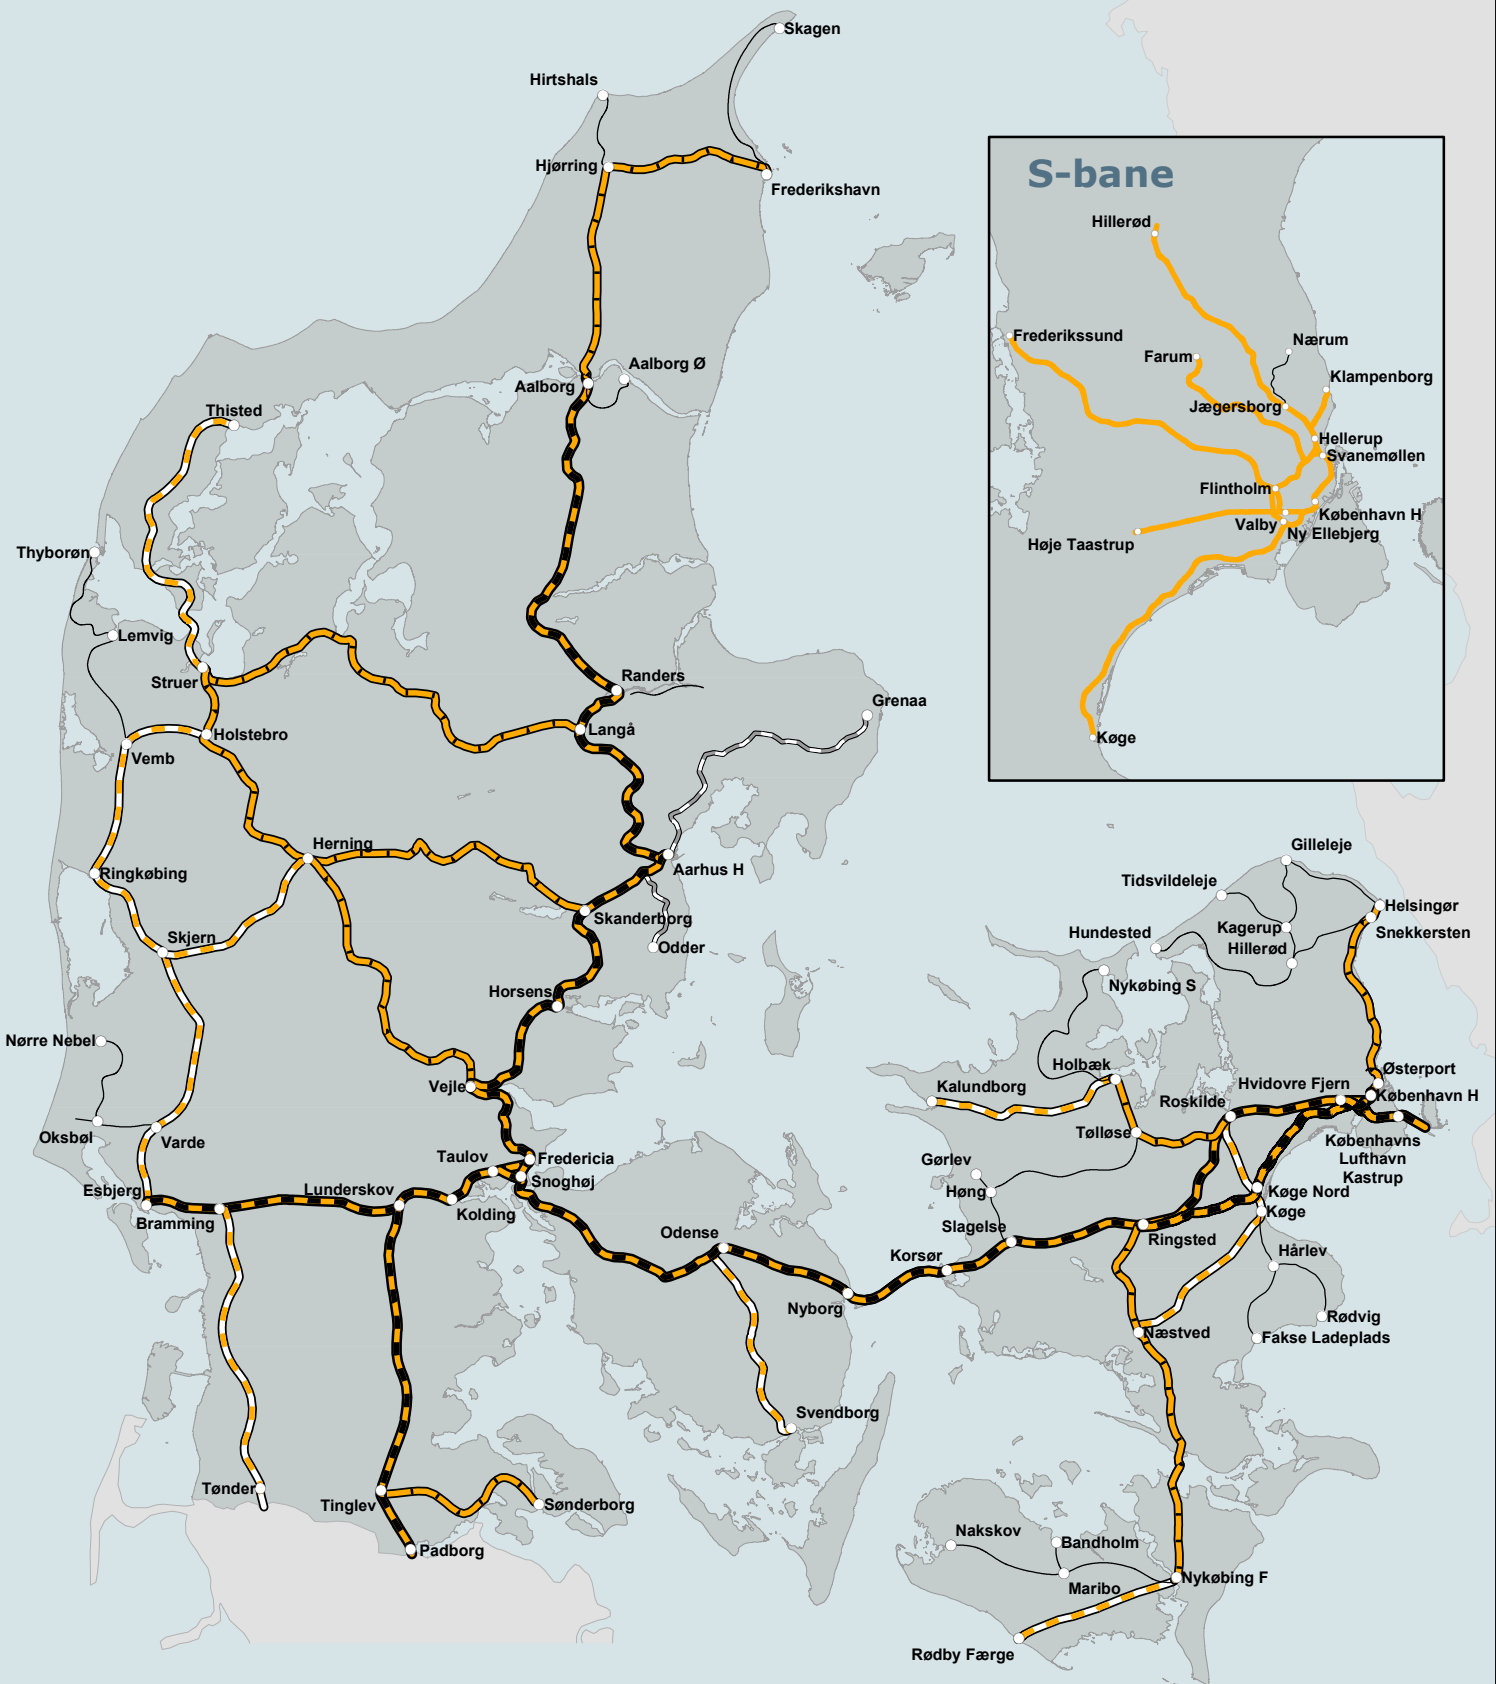 Skagen
Hirtshals
Hjørring
Frederikshavn
Aalborg Ø
Aalborg
Thisted
Thyborøn
Lemvig
Struer
Randers
Grenaa
Langå
Holstebro
Vemb
Herning
Aarhus H
Ringkøbing
Skanderborg
Skjern
Odder
Horsens
Nørre Nebel
Vejle
Oksbøl
Varde
Taulov
Fredericia
Snoghøj
Esbjerg
Lunderskov
Bramming
Kolding
Odense
Nyborg
Korsør
Slagelse
Svendborg
Tønder
Tinglev
Sønderborg
Padborg
S-bane
Hillerød
Frederikssund
Farum
Nærum
Klampenborg
Jægersborg
Hellerup
Svanemøllen
Flintholm
København H
Valby
Ny Ellebjerg
Høje Taastrup
Køge
Gilleleje
Tidsvildeleje
Helsingør
Kagerup
Snekkersten
Hundested
Hillerød
Nykøbing S
Holbæk
Østerport
Kalundborg
Hvidovre Fjern
København H
Roskilde
Tølløse
Københavns
Lufthavn
Kastrup
Gørlev
Høng
Køge Nord
Køge
Ringsted
Hårlev
Rødvig
Næstved
Fakse Ladeplads
Nakskov
Bandholm
Maribo
Nykøbing F
Rødby Færge